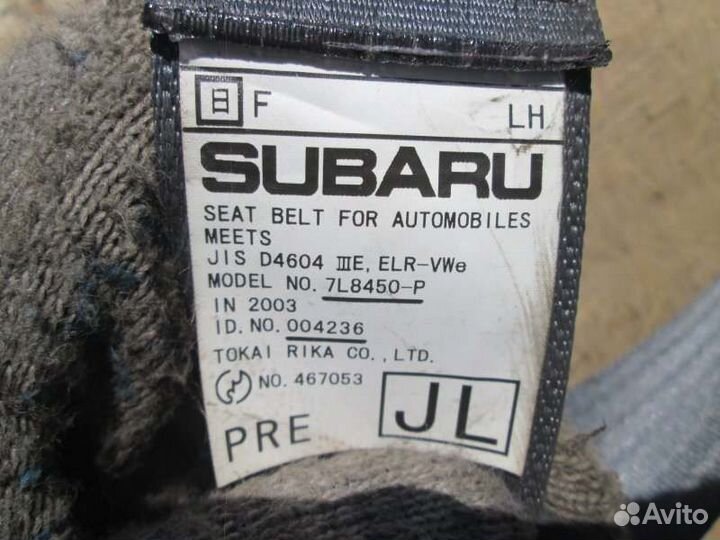 日 F LH
SUBARU
SEAT BELT FOR AUTOMOBILES
MEETS
JIS D4604 ⅢE, ELR-VWe
MODEL NO. 7L8450-P
IN 2003
ID. NO. 004236
TOKAI RIKA CO., LTD.
NO. 467053
PRE JL
Avito